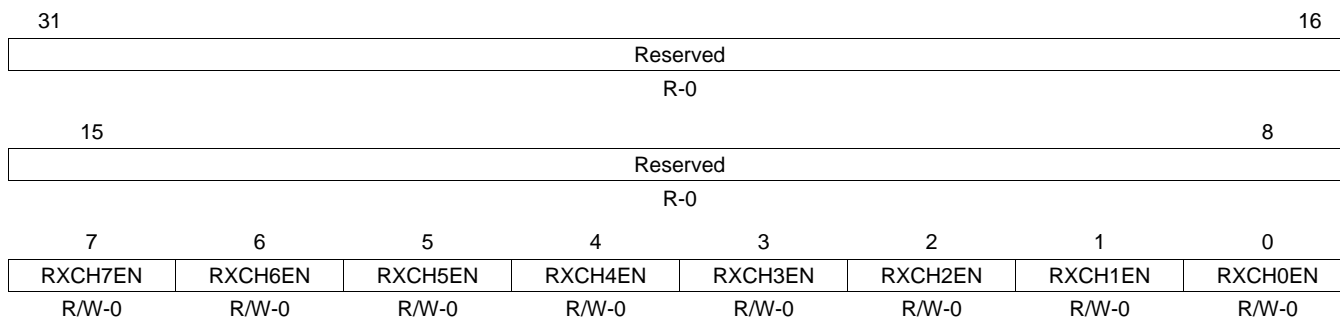 31 16
Reserved
R-0
15 8
Reserved
R-0
7 6 5 4 3 2 1 0
RXCH7EN RXCH6EN RXCH5EN RXCH4EN RXCH3EN RXCH2EN RXCH1EN RXCH0EN
R/W-0 R/W-0 R/W-0 R/W-0 R/W-0 R/W-0 R/W-0 R/W-0